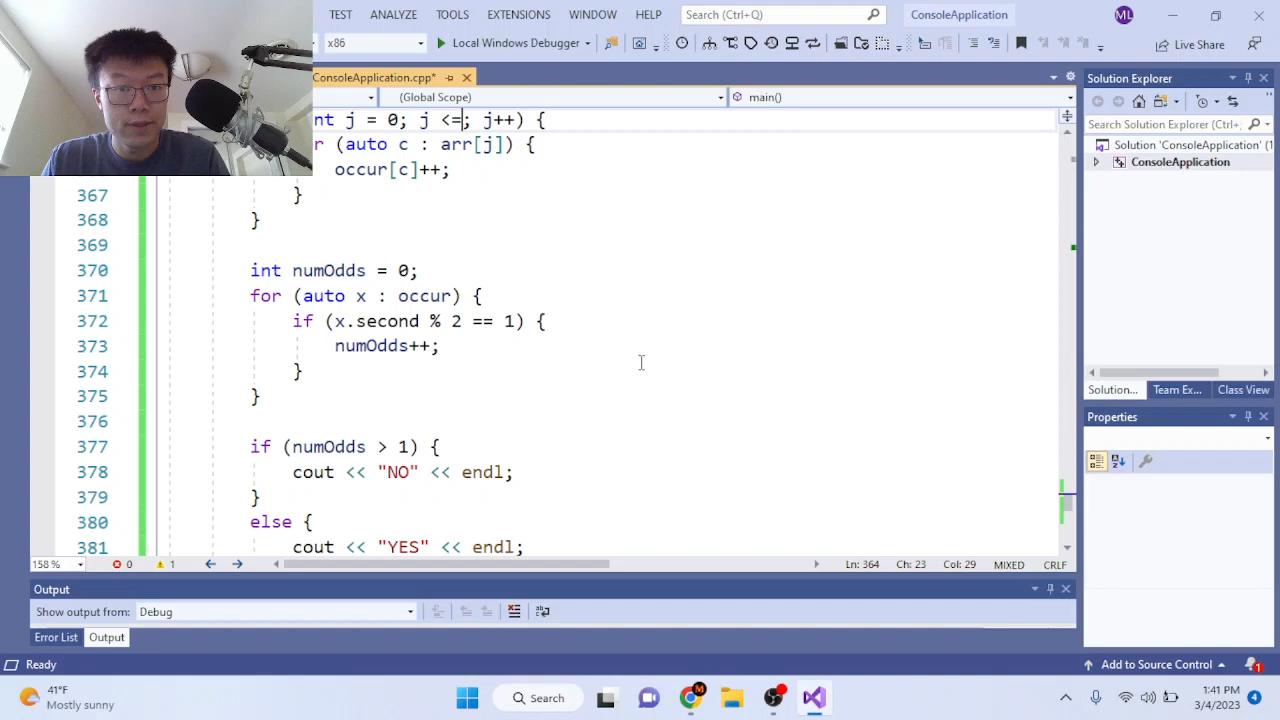 TEST ANALYZE TOOLS EXTENSIONS WINDOW HELP Search (Ctrl+Q) ConsoleApplication ML
x86 Local Windows Debugger Live Share
ConsoleApplication.cpp*
(Global Scope) main()
nt j = 0; j <=; j++) {
r (auto c : arr[j]) {
occur[c]++;
367 }
368 }
369
370 int numOdds = 0;
371 for (auto x : occur) {
372 if (x.second % 2 == 1) {
373 numOdds++;
374 }
375 }
376
377 if (numOdds > 1) {
378 cout << "NO" << endl;
379 }
380 else {
381 cout << "YES" << endl;
158 % 0 1 Ln: 364 Ch: 23 Col: 29 MIXED CRLF
Output
Show output from: Debug
Error List Output
Ready Add to Source Control 1
Solution Explorer
Search Solution Explorer (Ctrl+;
Solution 'ConsoleApplication' (1
ConsoleApplication
Solution... Team Ex... Class View
Properties
41°F
Mostly sunny
Search
M
1:41 PM
3/4/2023
4